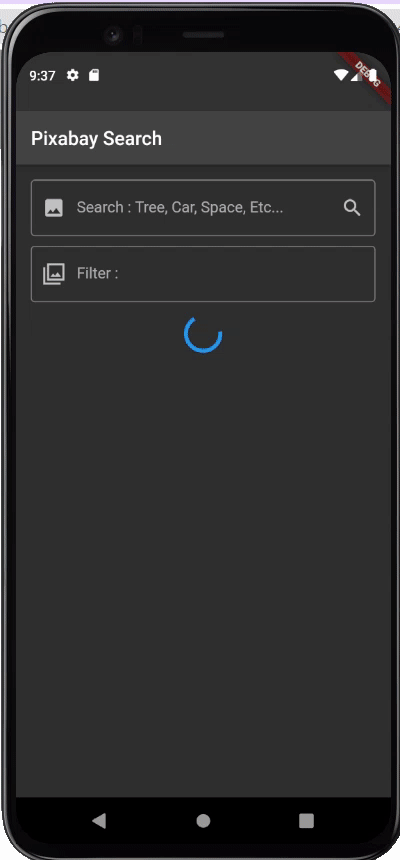 9:37
DEBUG
Pixabay Search
Search : Tree, Car, Space, Etc...
Filter :